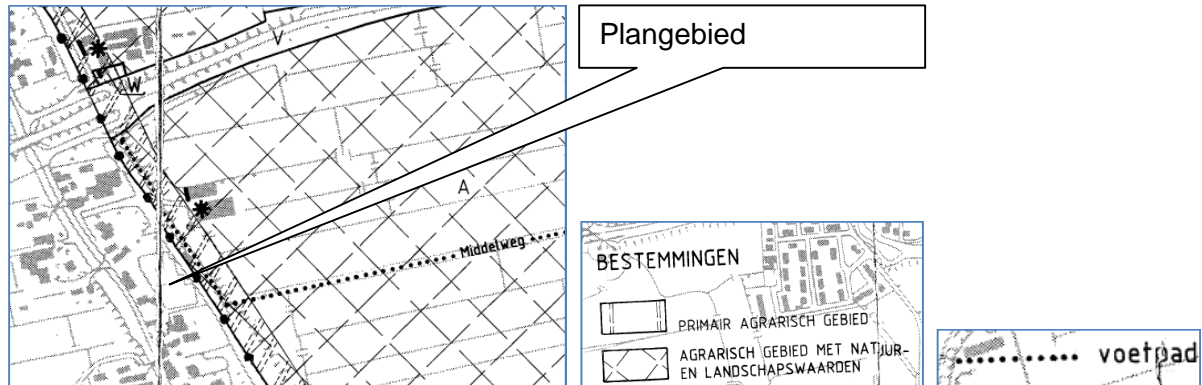 Plangebied
V
W
A
Middelweg
BESTEMMINGEN
PRIMAIR AGRARISCH GEBIED
AGRARISCH GEBIED MET NATUUR-
EN LANDSCHAPSWAARDEN
voetpad